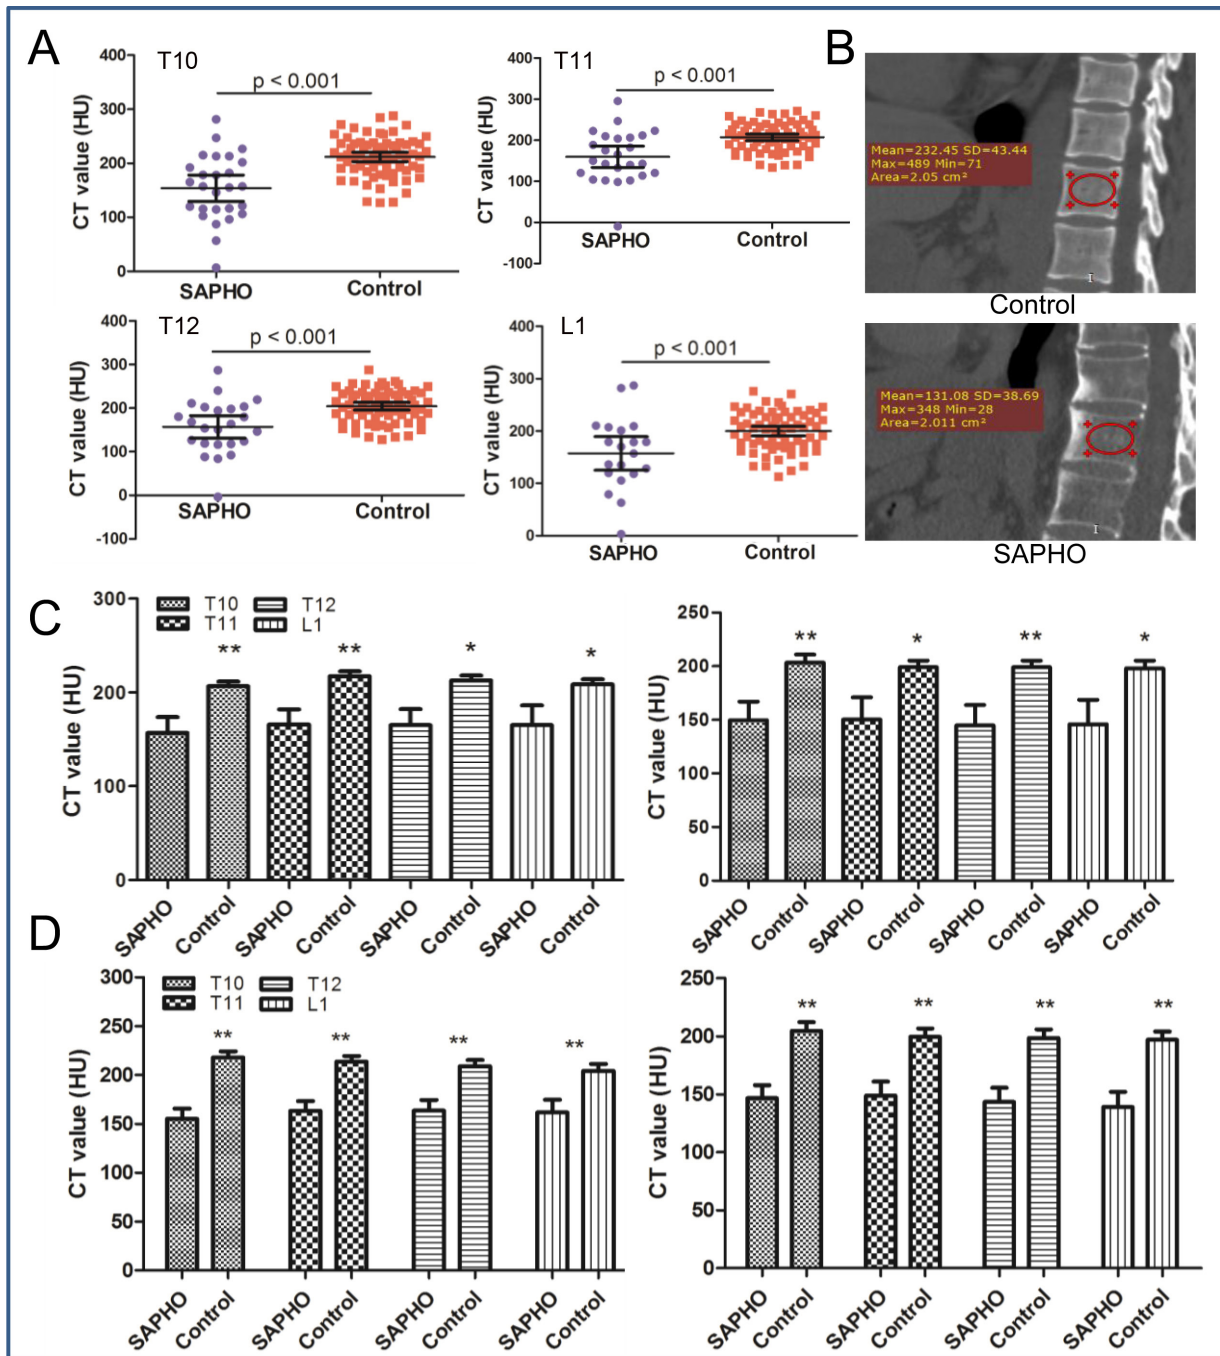 A
T10
p < 0.001
CT value (HU)
400
300
200
100
0
SAPHO
Control
T11
p < 0.001
CT value (HU)
400
300
200
100
0
-100
SAPHO
Control
B
Mean=232.45 SD=43.44
Max=489 Min=71
Area=2.05 cm²
Control
T12
p < 0.001
CT value (HU)
400
300
200
100
0
-100
SAPHO
Control
L1
p < 0.001
CT value (HU)
400
300
200
100
0
SAPHO
Control
Mean=131.08 SD=38.69
Max=348 Min=28
Area=2.011 cm²
SAPHO
C
T10 T12
T11 L1
CT value (HU)
300
200
100
0
** ** * *
SAPHO Control SAPHO Control SAPHO Control SAPHO Control
CT value (HU)
250
200
150
100
50
0
** * ** *
SAPHO Control SAPHO Control SAPHO Control SAPHO Control
D
T10 T12
T11 L1
CT value (HU)
300
250
200
150
100
50
0
** ** ** **
SAPHO Control SAPHO Control SAPHO Control SAPHO Control
CT value (HU)
250
200
150
100
50
0
** ** ** **
SAPHO Control SAPHO Control SAPHO Control SAPHO Control